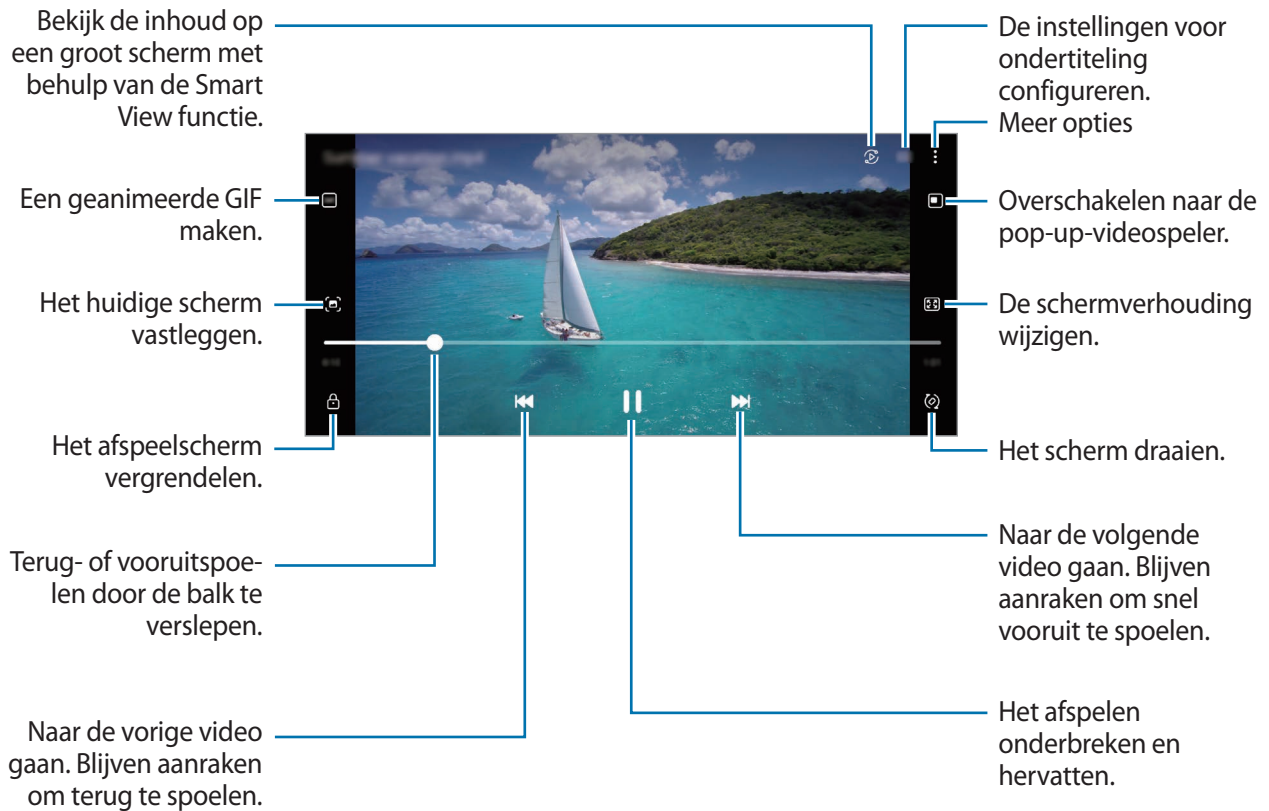 Bekijk de inhoud op
een groot scherm met
behulp van de Smart
View functie.
De instellingen voor
ondertiteling
configureren.
Meer opties
Een geanimeerde GIF
maken.
Overschakelen naar de
pop-up-videospeler.
Het huidige scherm
vastleggen.
De schermverhouding
wijzigen.
Het afspeelscherm
vergrendelen.
Het scherm draaien.
Terug- of vooruitspoe-
len door de balk te
verslepen.
Naar de volgende
video gaan. Blijven
aanraken om snel
vooruit te spoelen.
Naar de vorige video
gaan. Blijven aanraken
om terug te spoelen.
Het afspelen
onderbreken en
hervatten.